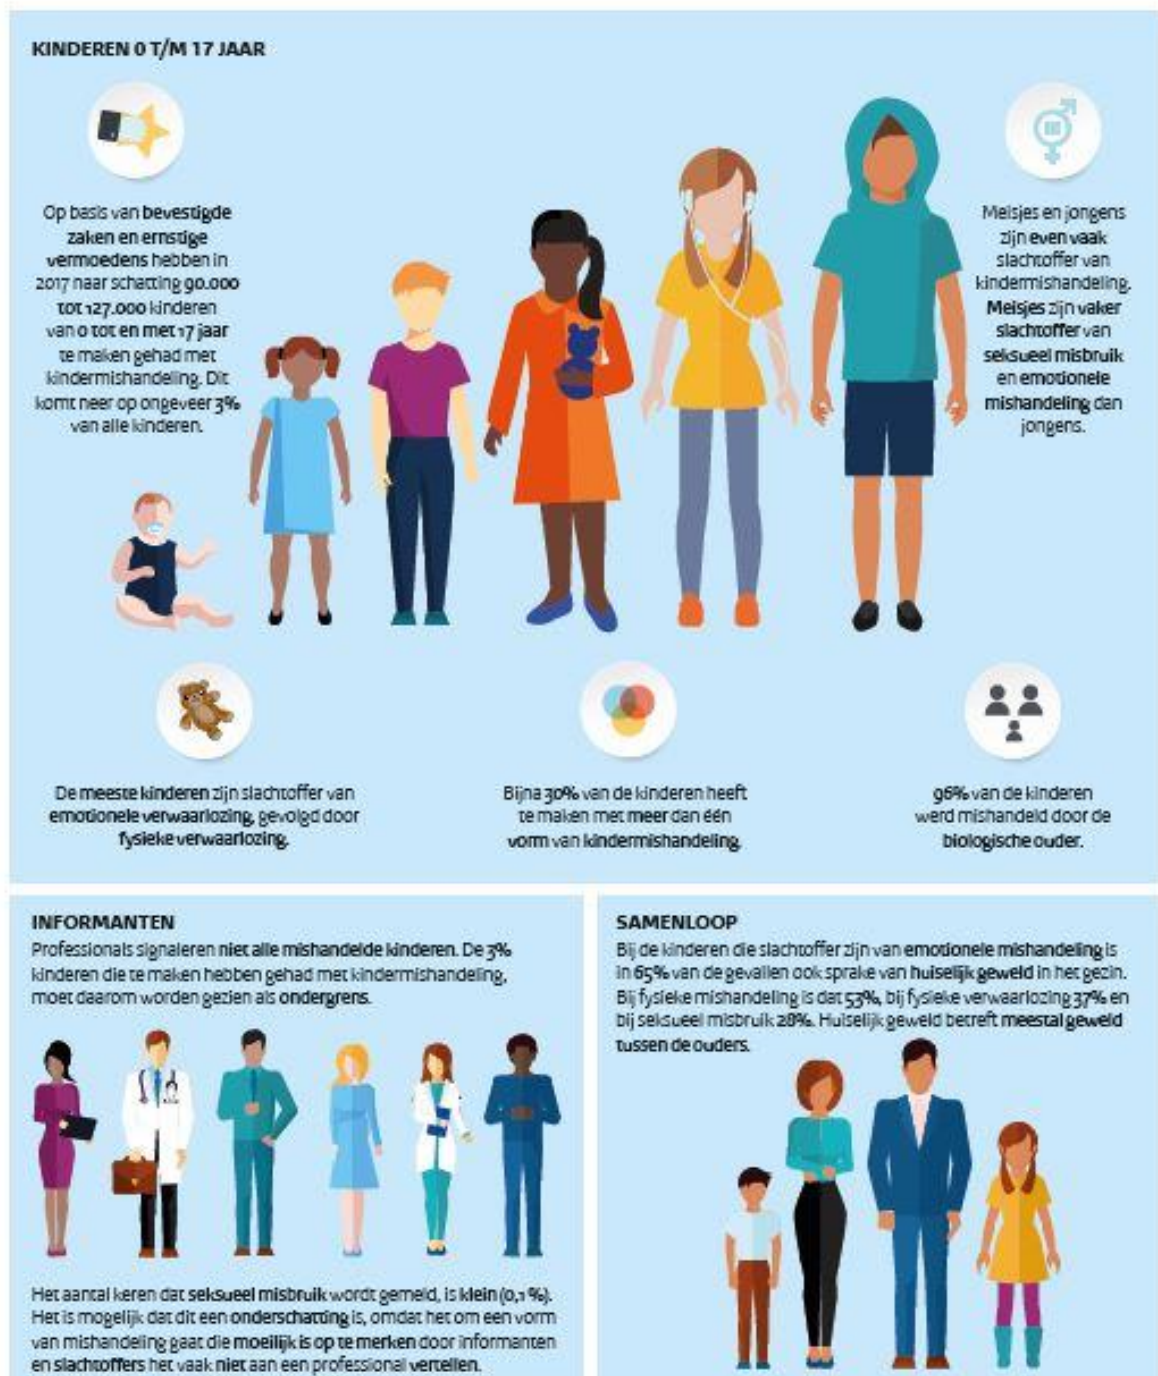 KINDEREN 0 T/M 17 JAAR
Op basis van bevestigde
zaken en ernstige
vermoedens hebben in
2017 naar schatting 90.000
tot 127.000 kinderen
van 0 tot en met 17 jaar
te maken gehad met
kindermishandeling. Dit
komt neer op ongeveer 3%
van alle kinderen.
Meisjes en jongens
zijn even vaak
slachtoffer van
kindermishandeling.
Meisjes zijn vaker
slachtoffer van
seksueel misbruik
en emotionele
mishandeling dan
jongens.
De meeste kinderen zijn slachtoffer van
emotionele verwaarlozing, gevolgd door
fysieke verwaarlozing.
Bijna 30% van de kinderen heeft
te maken met meer dan één
vorm van kindermishandeling.
96% van de kinderen
werd mishandeld door de
biologische ouder.
INFORMANTEN
Professionals signaleren niet alle mishandelde kinderen. De 3%
kinderen die te maken hebben gehad met kindermishandeling,
moet daarom worden gezien als ondergrens.
Het aantal keren dat seksueel misbruik wordt gemeld, is klein (0,1 %).
Het is mogelijk dat dit een onderschatting is, omdat het om een vorm
van mishandeling gaat die moeilijk is op te merken door informanten
en slachtoffers het vaak niet aan een professional vertellen.
SAMENLOOP
Bij de kinderen die slachtoffer zijn van emotionele mishandeling is
in 65% van de gevallen ook sprake van huiselijk geweld in het gezin.
Bij fysieke mishandeling is dat 53%, bij fysieke verwaarlozing 37% en
bij seksueel misbruik 28%. Huiselijk geweld betreft meestal geweld
tussen de ouders.